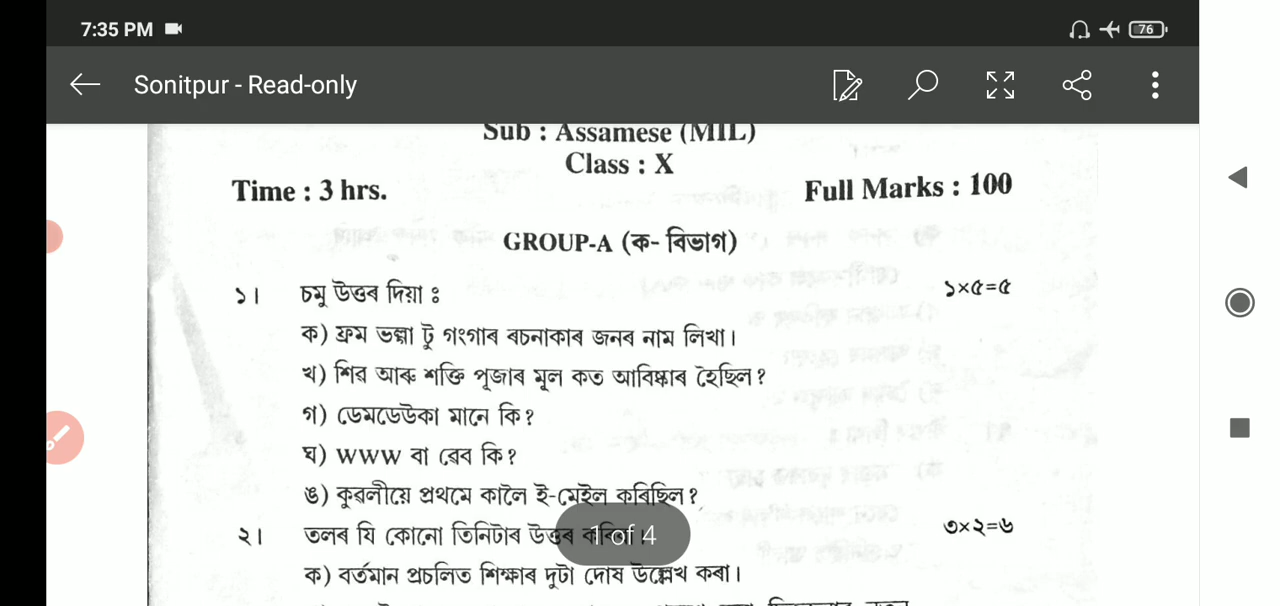 7:35 PM 76
Sonitpur - Read-only
Sub : Assamese (MIL)
Class : X
Time : 3 hrs. Full Marks : 100
GROUP-A (ক- বিভাগ)
১। চমু উত্তৰ দিয়া ঃ ১×৫=৫
ক) ফ্ৰম ভল্গা টু গংগাৰ ৰচনাকাৰ জনৰ নাম লিখা।
খ) শিৱ আৰু শক্তি পূজাৰ মূল কত আবিষ্কাৰ হৈছিল?
গ) ডেমডেউকা মানে কি?
ঘ) WWW বা ৱেব কি?
ঙ) কুৱলীয়ে প্ৰথমে কালৈ ই-মেইল কৰিছিল?
২। তলৰ যি কোনো তিনিটাৰ উত্তৰ ৩×২=৬
1 of 4
ক) বৰ্তমান প্ৰচলিত শিক্ষাৰ দুটা দোষ উল্লেখ কৰা।